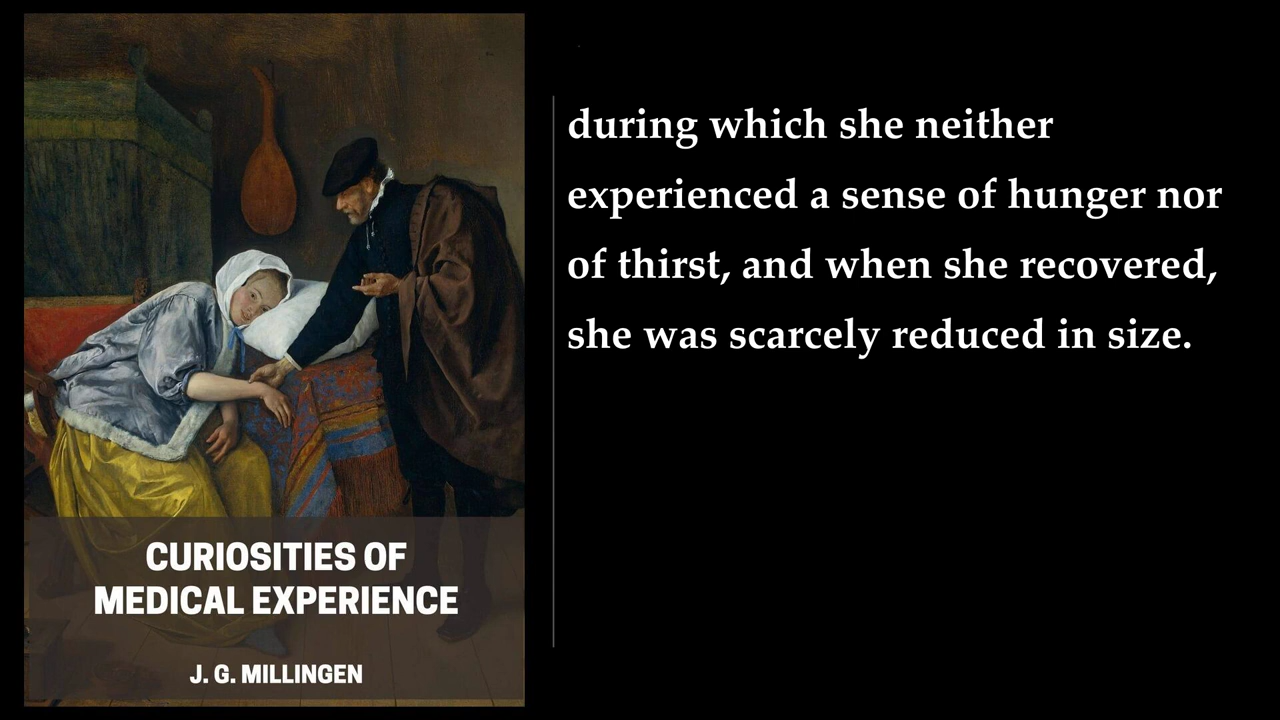 during which she neither
experienced a sense of hunger nor
of thirst, and when she recovered,
she was scarcely reduced in size.
CURIOSITIES OF
MEDICAL EXPERIENCE
J. G. MILLINGEN